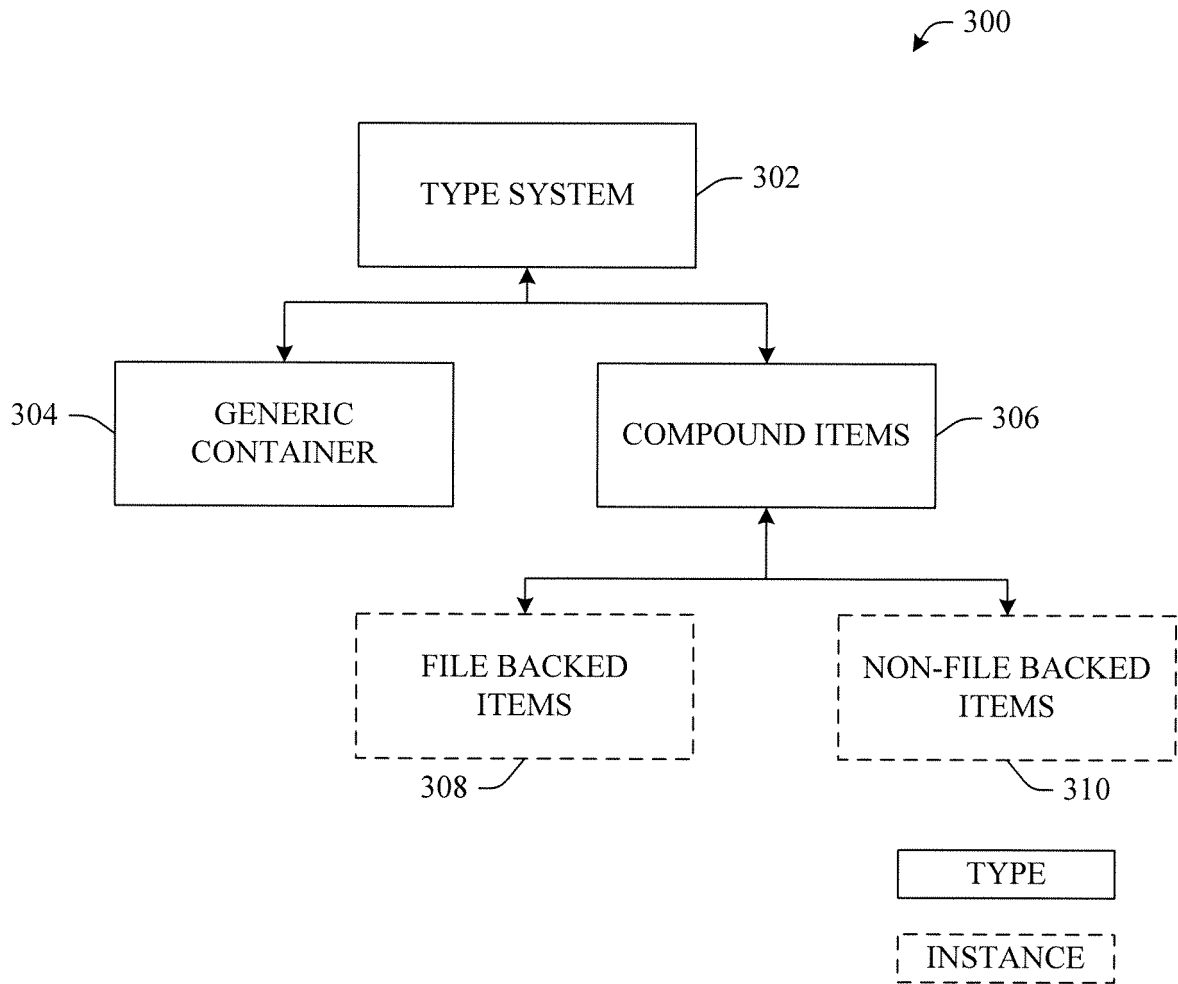 300
TYPE SYSTEM
302
304
GENERIC
CONTAINER
COMPOUND ITEMS
306
FILE BACKED
ITEMS
NON-FILE BACKED
ITEMS
308
310
TYPE
INSTANCE